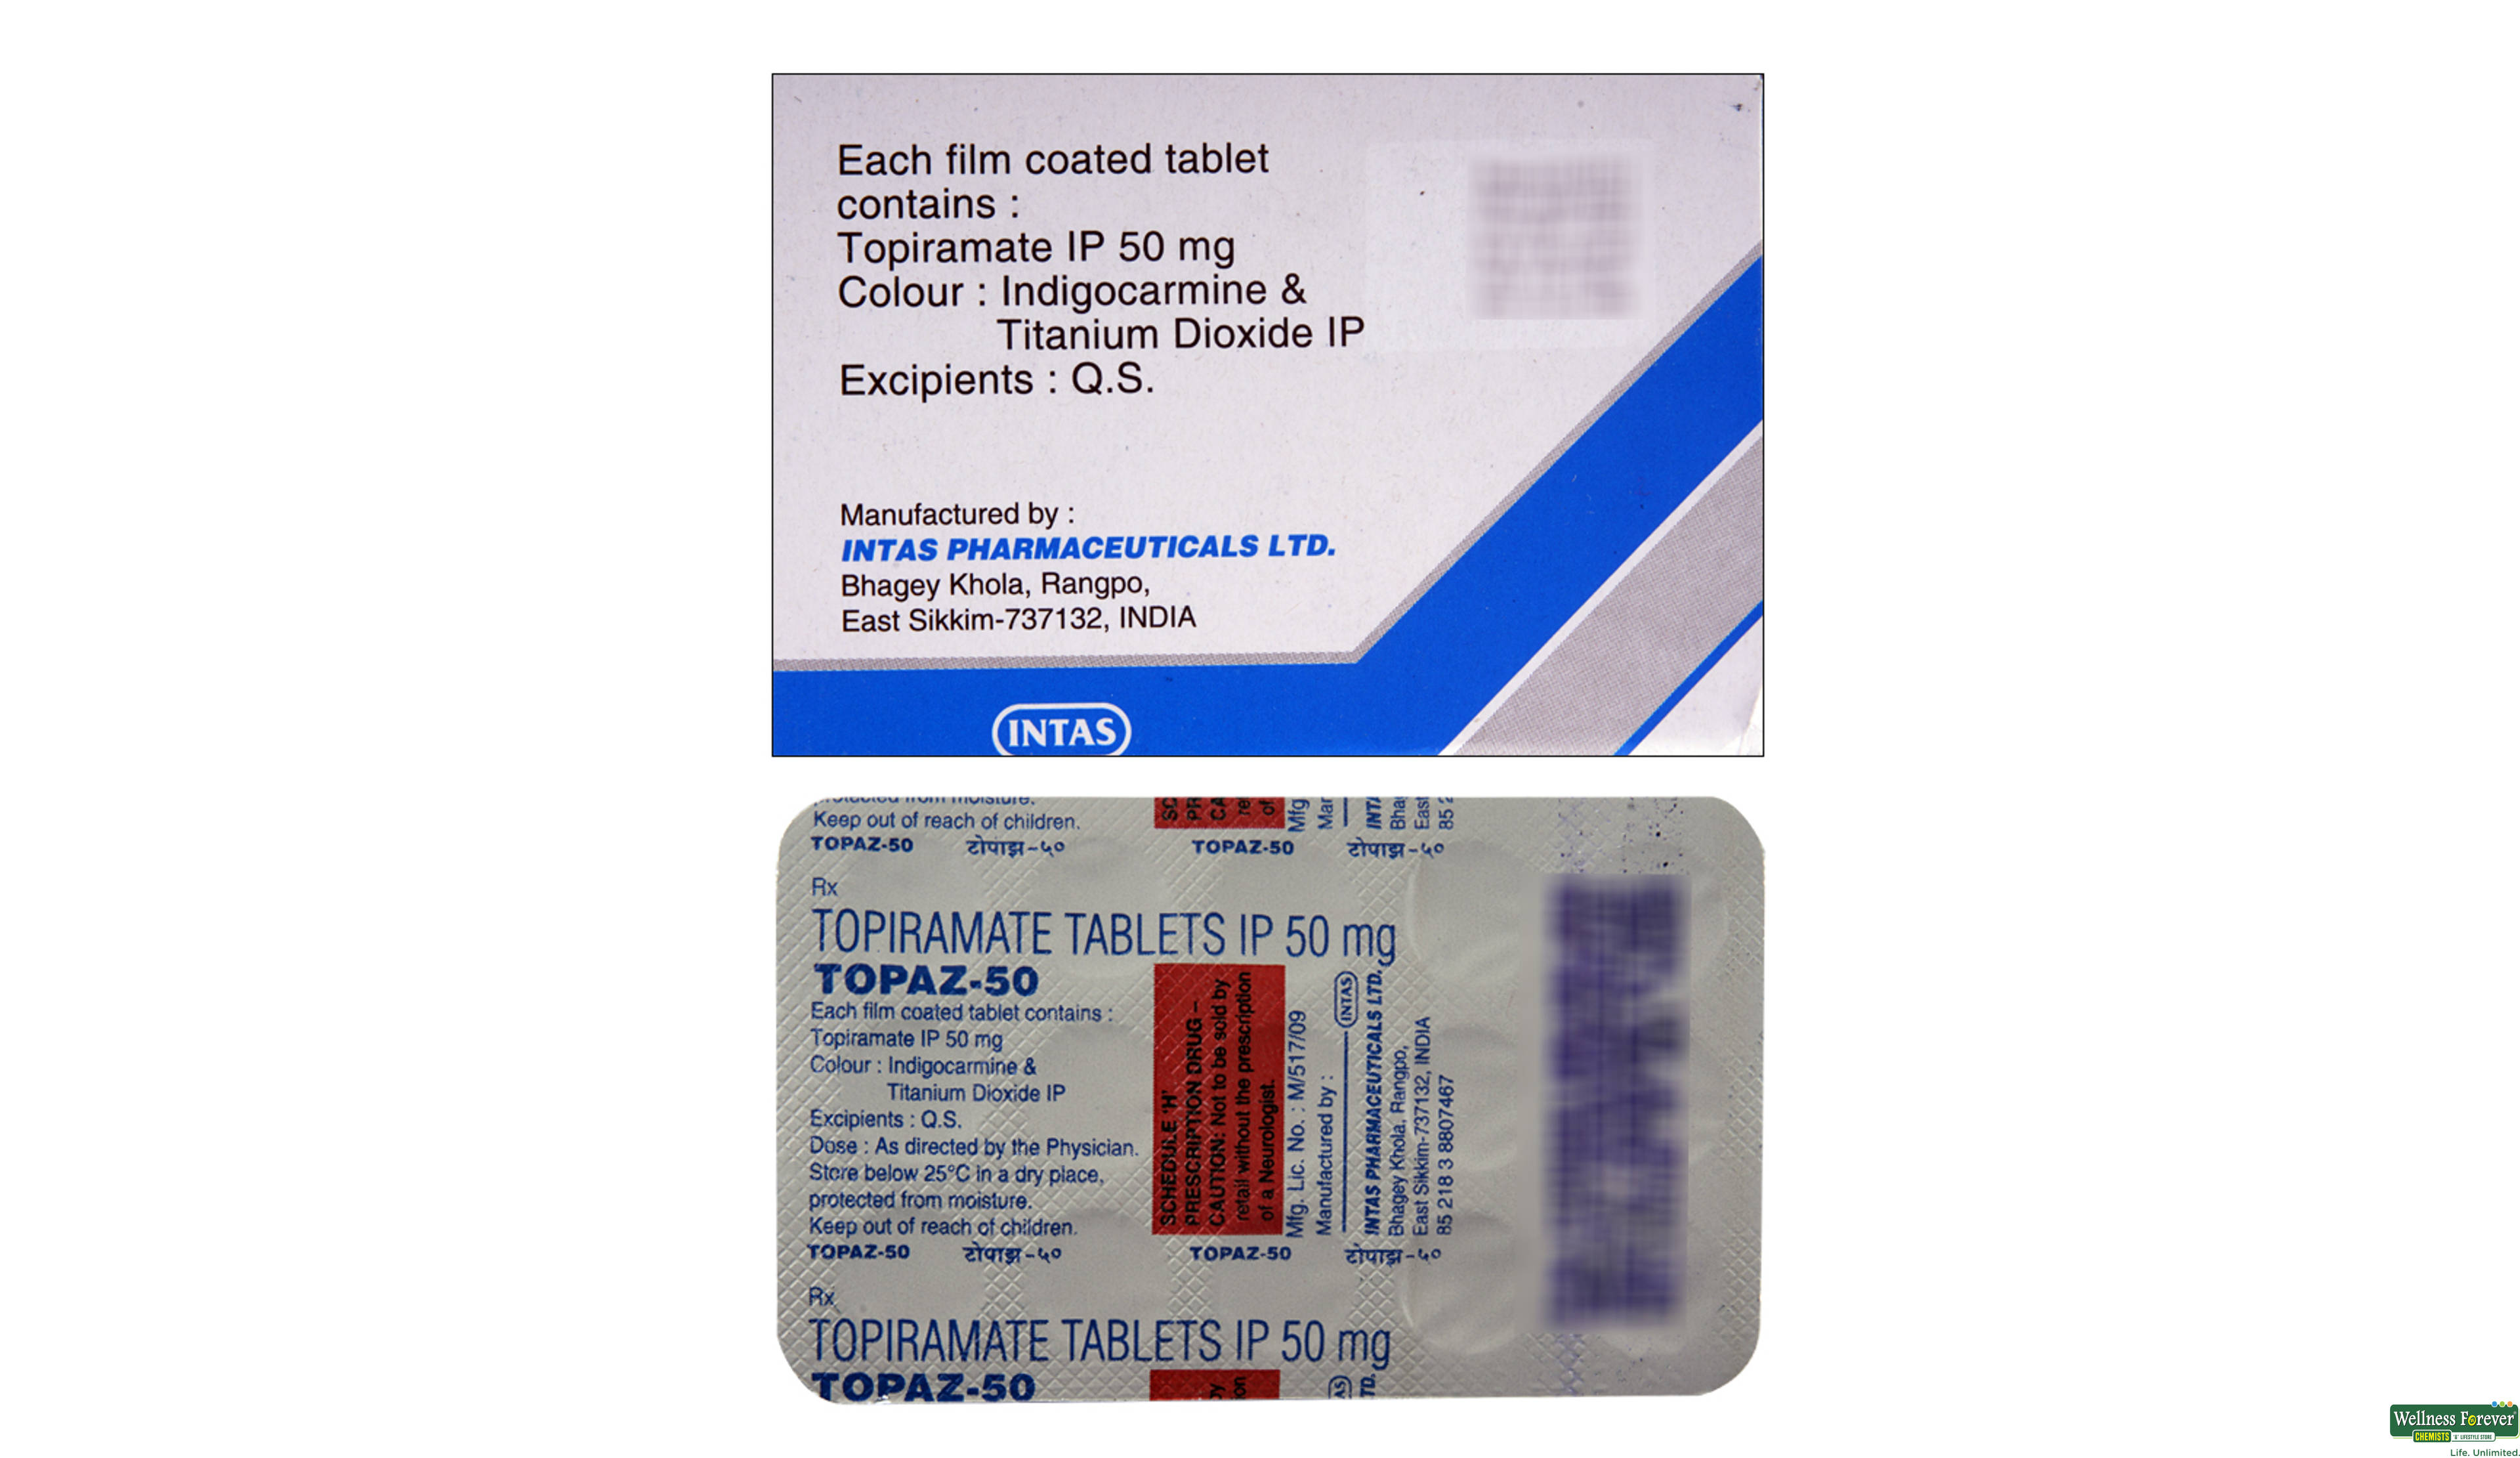 Each film coated tablet
contains :
Topiramate IP 50 mg
Colour : Indigocarmine &
Titanium Dioxide IP
Excipients : Q.S.
Manufactured by :
INTAS PHARMACEUTICALS LTD.
Bhagey Khola, Rangpo,
East Sikkim-737132, INDIA
INTAS
protected from moisture.
Keep out of reach of children.
TOPAZ-50 टोपाझ-५० TOPAZ-50 टोपाझ-५०
Rx
TOPIRAMATE TABLETS IP 50 mg
TOPAZ-50
Each film coated tablet contains :
Topiramate IP 50 mg
Colour : Indigocarmine &
Titanium Dioxide IP
Excipients : Q.S.
Dose : As directed by the Physician.
Store below 25°C in a dry place,
protected from moisture.
Keep out of reach of children.
SCHEDULE 'H'
PRESCRIPTION DRUG –
CAUTION: Not to be sold by
retail without the prescription
of a Neurologist.
Mfg. Lic. No. : M/517/09
Manufactured by :
INTAS
INTAS PHARMACEUTICALS LTD.
Bhagey Khola, Rangpo,
East Sikkim-737132, INDIA
85 218 3 8807467
TOPAZ-50 टोपाझ-५० TOPAZ-50 टोपाझ-५०
Rx
TOPIRAMATE TABLETS IP 50 mg
TOPAZ-50
Wellness Forever
CHEMISTS & LIFESTYLE STORE
Life. Unlimited.